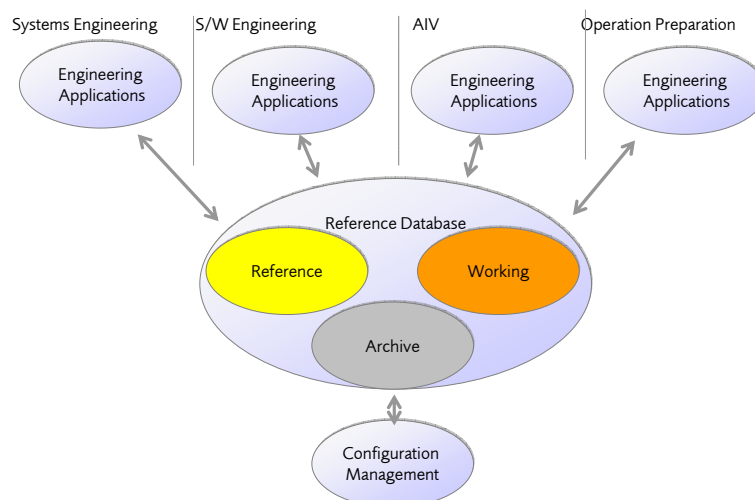 Systems Engineering
S/W Engineering
AIV
Operation Preparation
Engineering
Applications
Engineering
Applications
Engineering
Applications
Engineering
Applications
Reference Database
Reference
Working
Archive
Configuration
Management